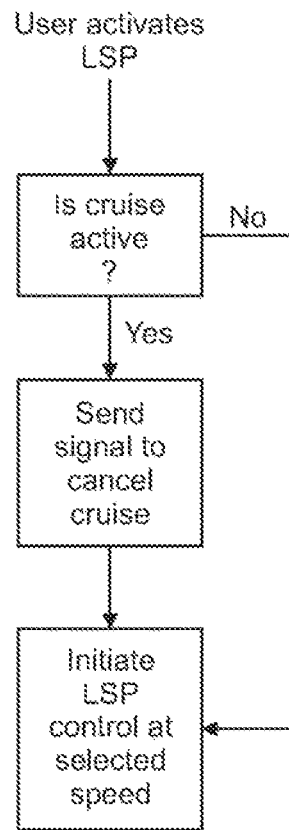 User activates
LSP
Is cruise
active
?
No
Yes
Send
signal to
cancel
cruise
Initiate
LSP
control at
selected
speed